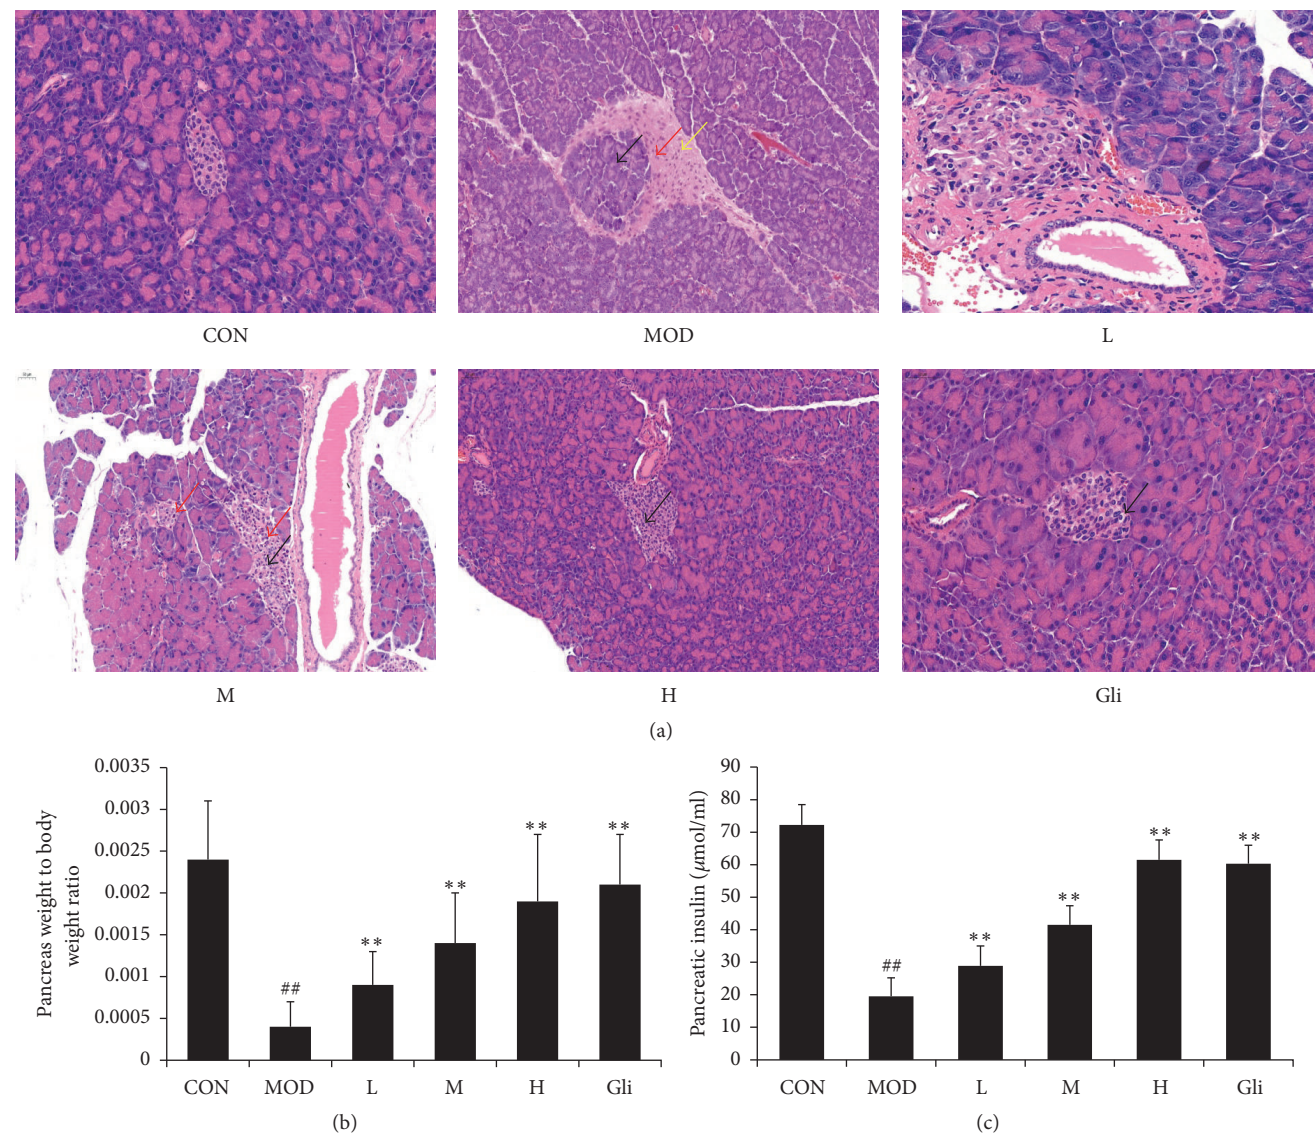 CON MOD L
M H Gli
(a)
Pancreas weight to body
weight ratio
0.0035
0.003
0.0025
0.002
0.0015
0.001
0.0005
0
##
**
**
**
**
CON MOD L M H Gli
(b)
Pancreatic insulin (μmol/ml)
90
80
70
60
50
40
30
20
10
0
##
**
**
**
**
CON MOD L M H Gli
(c)